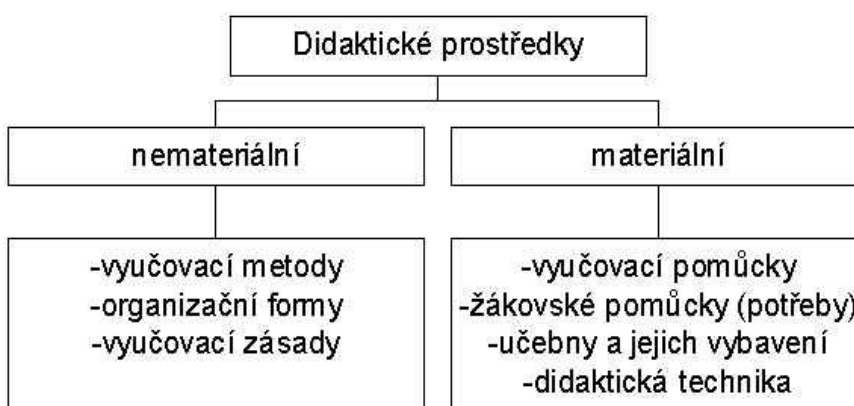 Didaktické prostředky
nemateriální
materiální
-vyučovací metody
-organizační formy
-vyučovací zásady
-vyučovací pomůcky
-žákovské pomůcky (potřeby)
-učebny a jejich vybavení
-didaktická technika